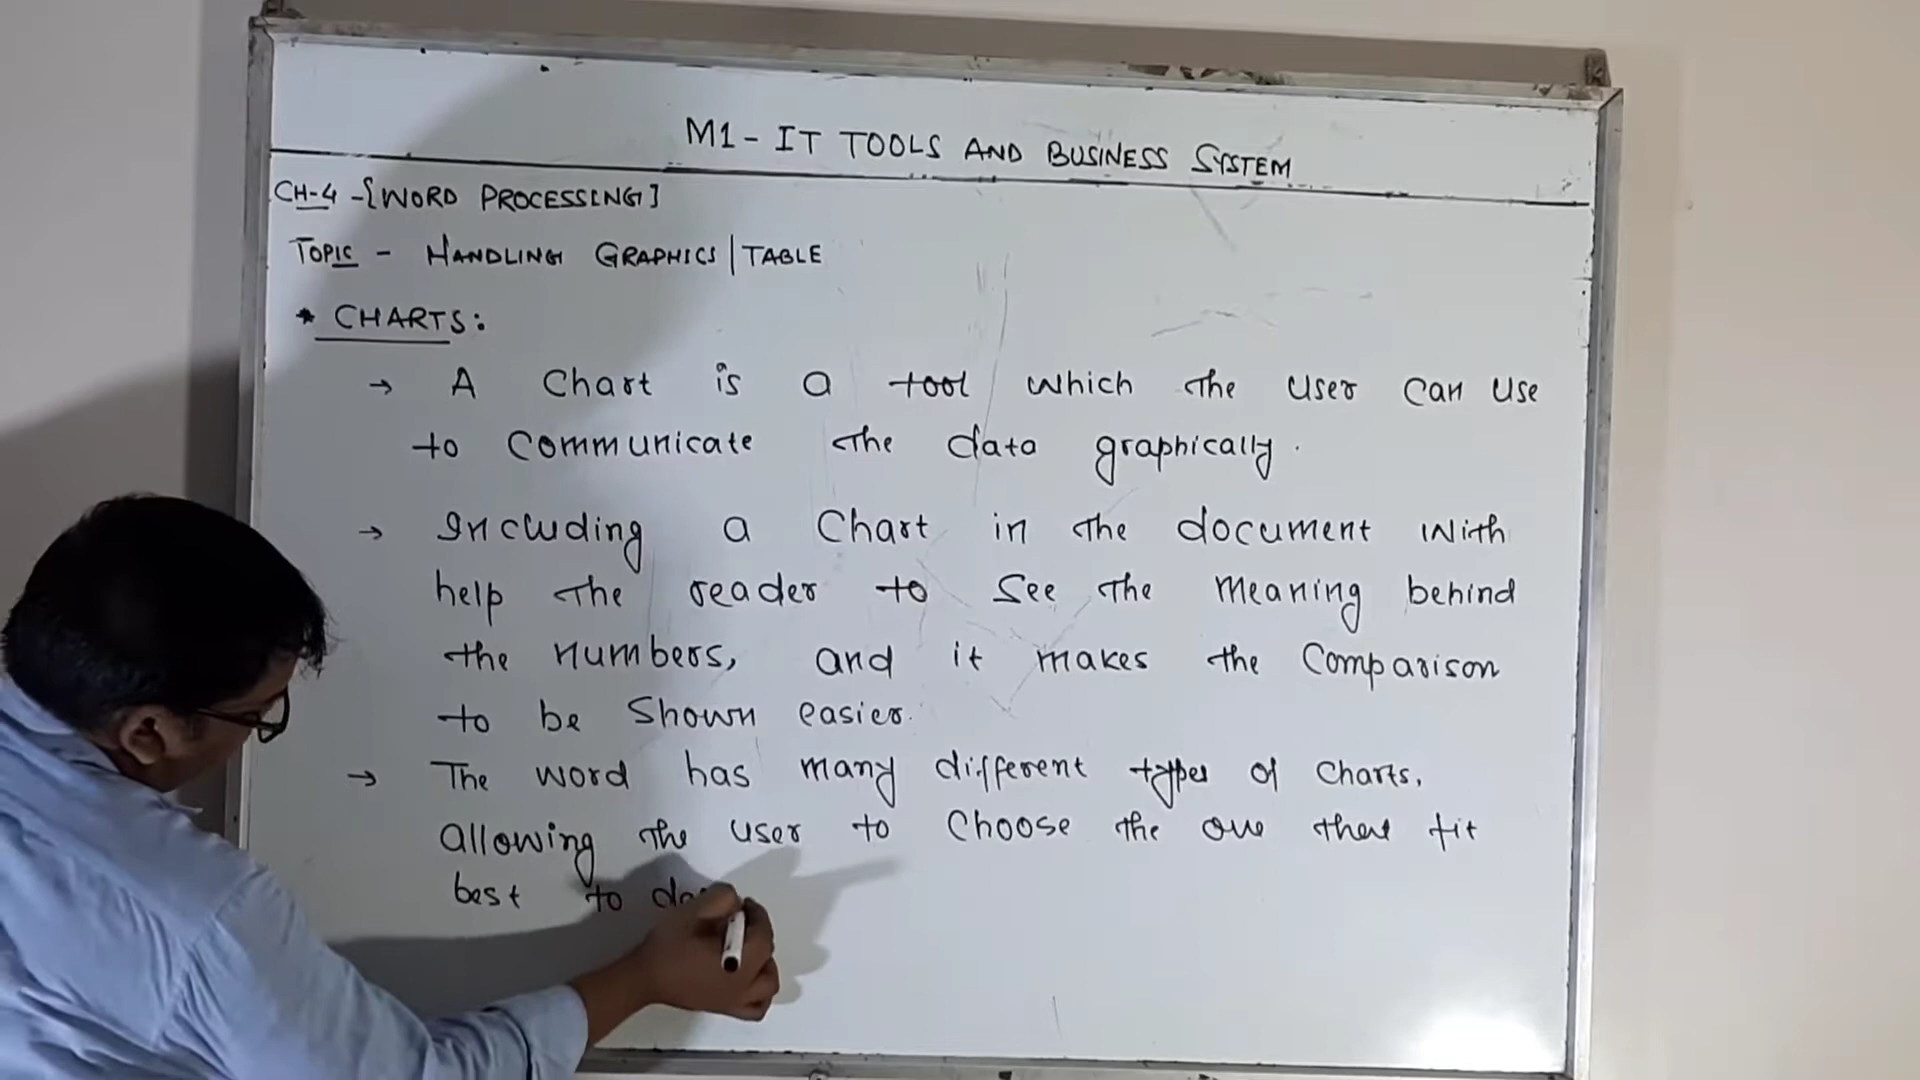 M1 - IT TOOLS AND BUSINESS SYSTEM
CH-4 - [WORD PROCESSING]
TOPIC - HANDLING GRAPHICS | TABLE
* CHARTS:
→ A Chart is a tool which the user can use
to communicate the data graphically.
→ Including a Chart in the document with
help the reader to see the meaning behind
the numbers, and it makes the Comparison
to be Shown easier.
→ The word has many different types of Charts,
allowing the user to Choose the one that fit
best to